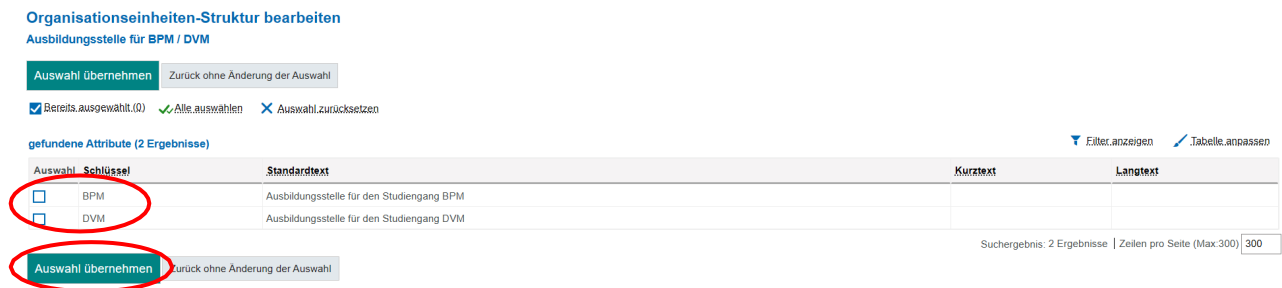 Organisationseinheiten-Struktur bearbeiten
Ausbildungsstelle für BPM / DVM
Auswahl übernehmen Zurück ohne Änderung der Auswahl
Bereits ausgewählt (0) Alle auswählen Auswahl zurücksetzen
gefundene Attribute (2 Ergebnisse) Filter anzeigen Tabelle anpassen
Auswahl Schlüssel Standardtext Kurztext Langtext
BPM Ausbildungsstelle für den Studiengang BPM
DVM Ausbildungsstelle für den Studiengang DVM
Suchergebnis: 2 Ergebnisse | Zeilen pro Seite (Max:300) 300
Auswahl übernehmen Zurück ohne Änderung der Auswahl